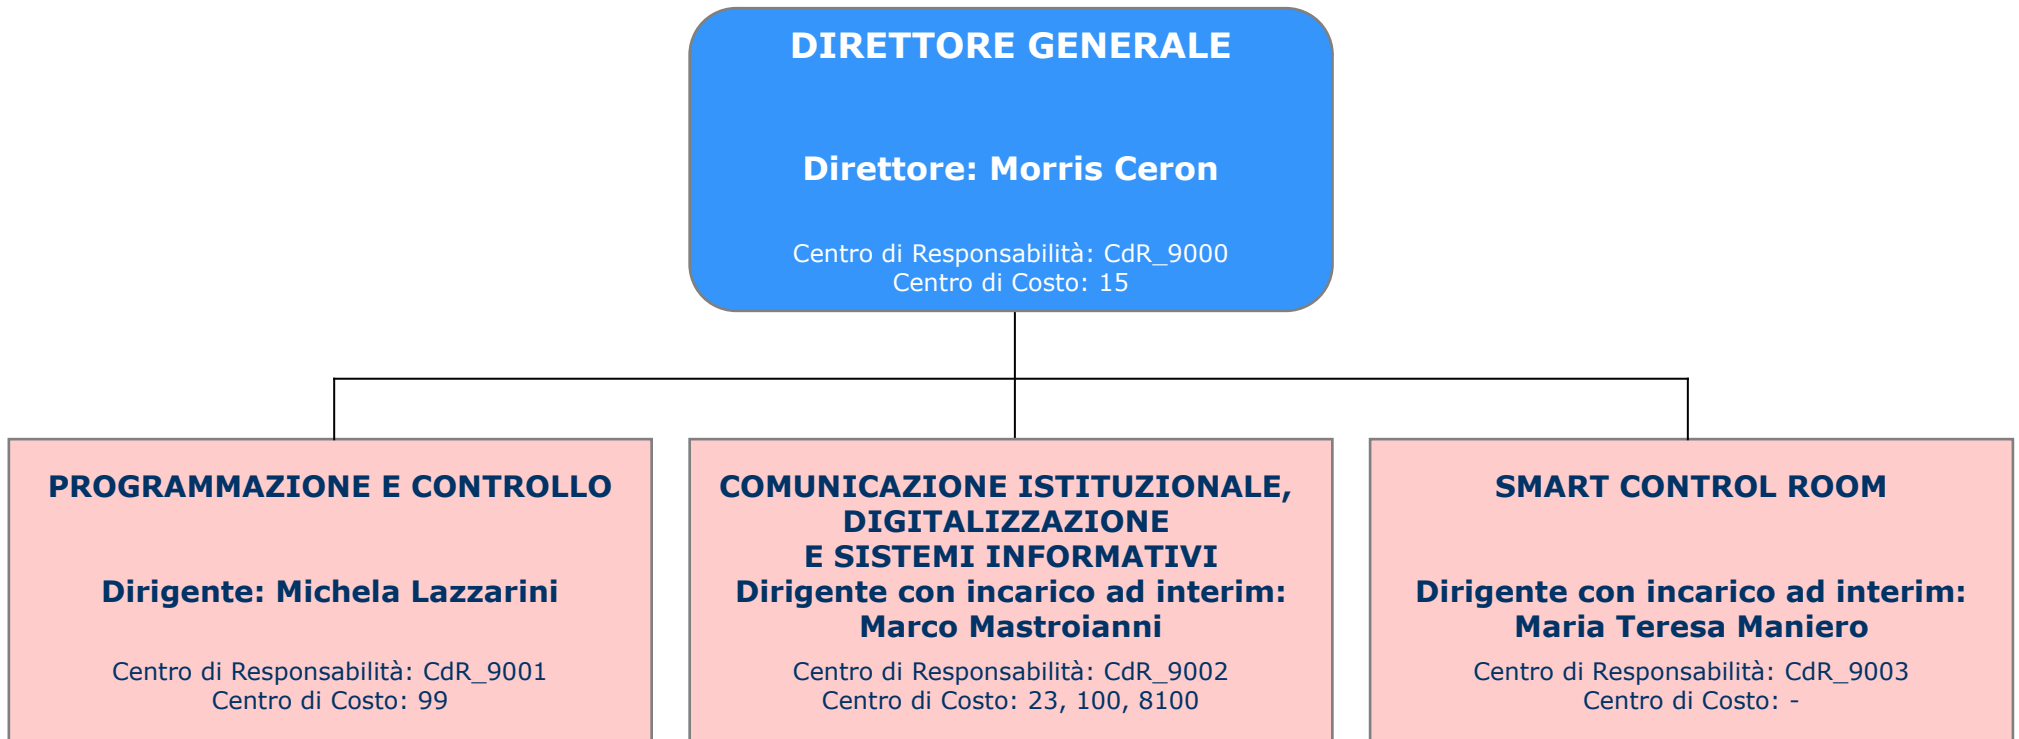 DIRETTORE GENERALE
Direttore: Morris Ceron
Centro di Responsabilità: CdR_9000
Centro di Costo: 15
PROGRAMMAZIONE E CONTROLLO
Dirigente: Michela Lazzarini
Centro di Responsabilità: CdR_9001
Centro di Costo: 99
COMUNICAZIONE ISTITUZIONALE,
DIGITALIZZAZIONE
E SISTEMI INFORMATIVI
Dirigente con incarico ad interim:
Marco Mastroianni
Centro di Responsabilità: CdR_9002
Centro di Costo: 23, 100, 8100
SMART CONTROL ROOM
Dirigente con incarico ad interim:
Maria Teresa Maniero
Centro di Responsabilità: CdR_9003
Centro di Costo: -